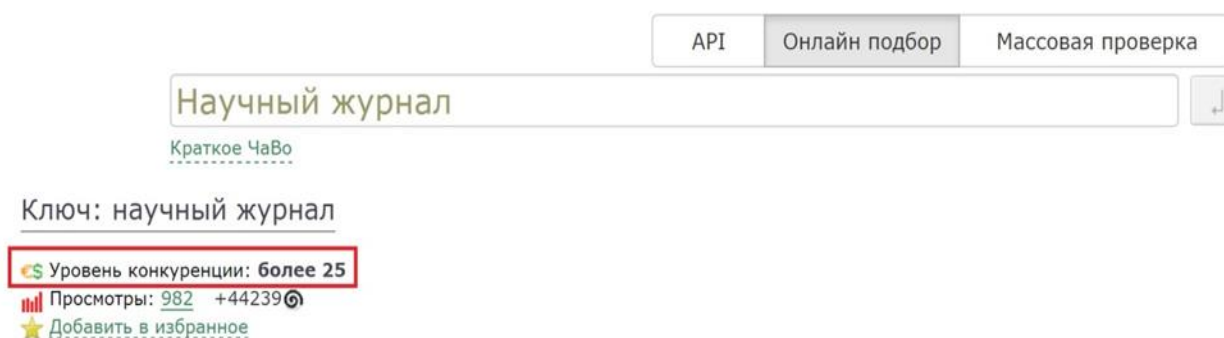 API Онлайн подбор Массовая проверка
Научный журнал
Краткое ЧаВо
Ключ: научный журнал
€$ Уровень конкуренции: более 25
Просмотры: 982 +44239
Добавить в избранное